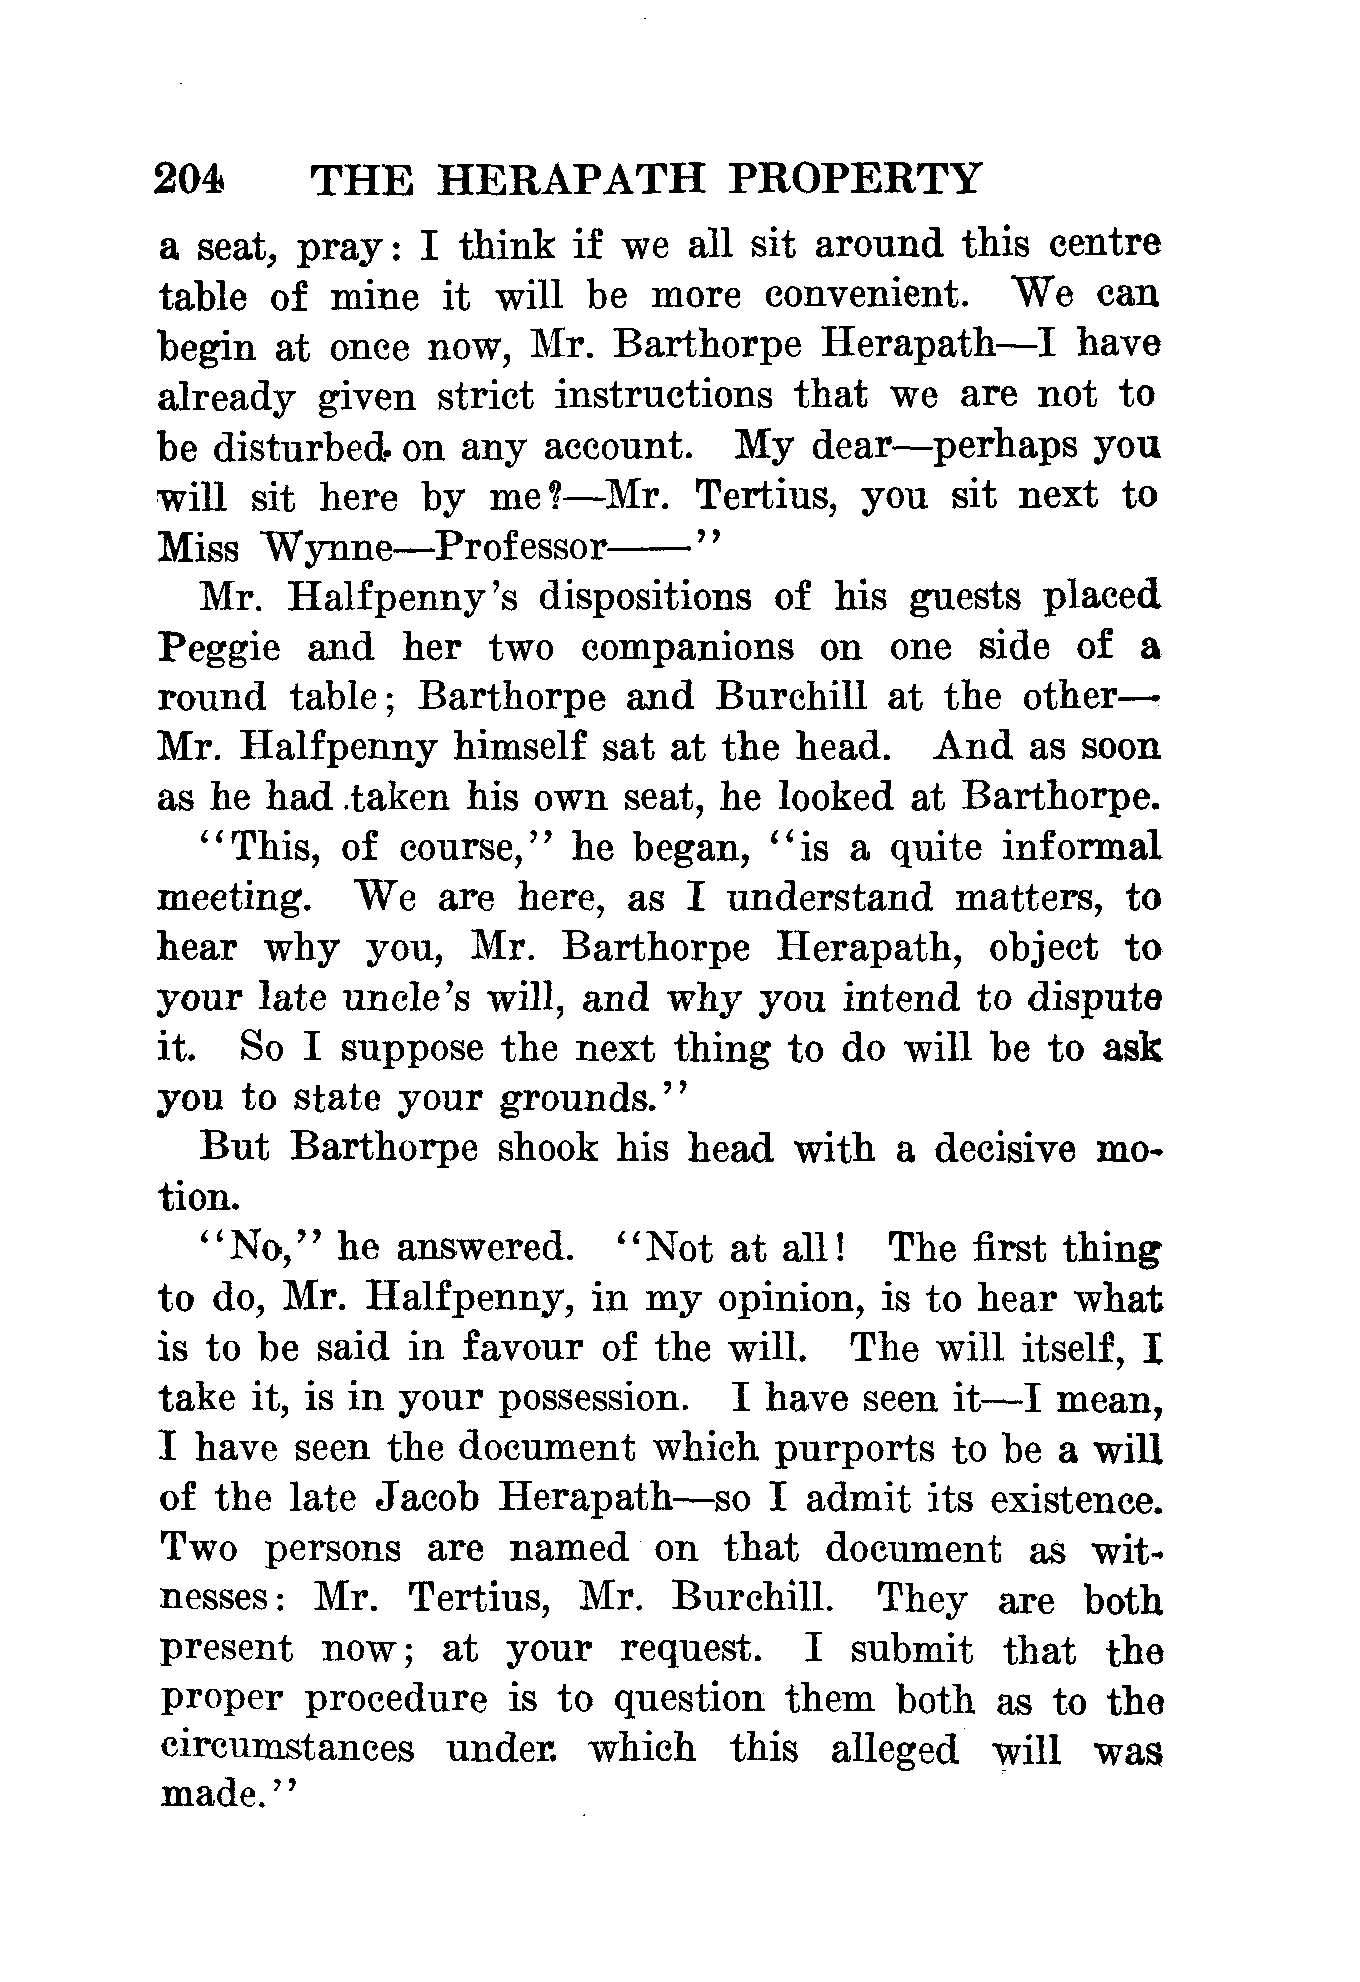 204 THE HERAPATH PROPERTY
a seat, pray: I think if we all sit around this centre
table of mine it will be more convenient. We can
begin at once now, Mr. Barthorpe Herapath—I have
already given strict instructions that we are not to
be disturbed on any account. My dear—perhaps you
will sit here by me?—Mr. Tertius, you sit next to
Miss Wynne—Professor——"
Mr. Halfpenny's dispositions of his guests placed
Peggie and her two companions on one side of a
round table; Barthorpe and Burchill at the other—
Mr. Halfpenny himself sat at the head. And as soon
as he had taken his own seat, he looked at Barthorpe.
"This, of course," he began, "is a quite informal
meeting. We are here, as I understand matters, to
hear why you, Mr. Barthorpe Herapath, object to
your late uncle's will, and why you intend to dispute
it. So I suppose the next thing to do will be to ask
you to state your grounds."
But Barthorpe shook his head with a decisive mo-
tion.
"No," he answered. "Not at all! The first thing
to do, Mr. Halfpenny, in my opinion, is to hear what
is to be said in favour of the will. The will itself, I
take it, is in your possession. I have seen it—I mean,
I have seen the document which purports to be a will
of the late Jacob Herapath—so I admit its existence.
Two persons are named on that document as wit-
nesses: Mr. Tertius, Mr. Burchill. They are both
present now; at your request. I submit that the
proper procedure is to question them both as to the
circumstances under which this alleged will was
made."